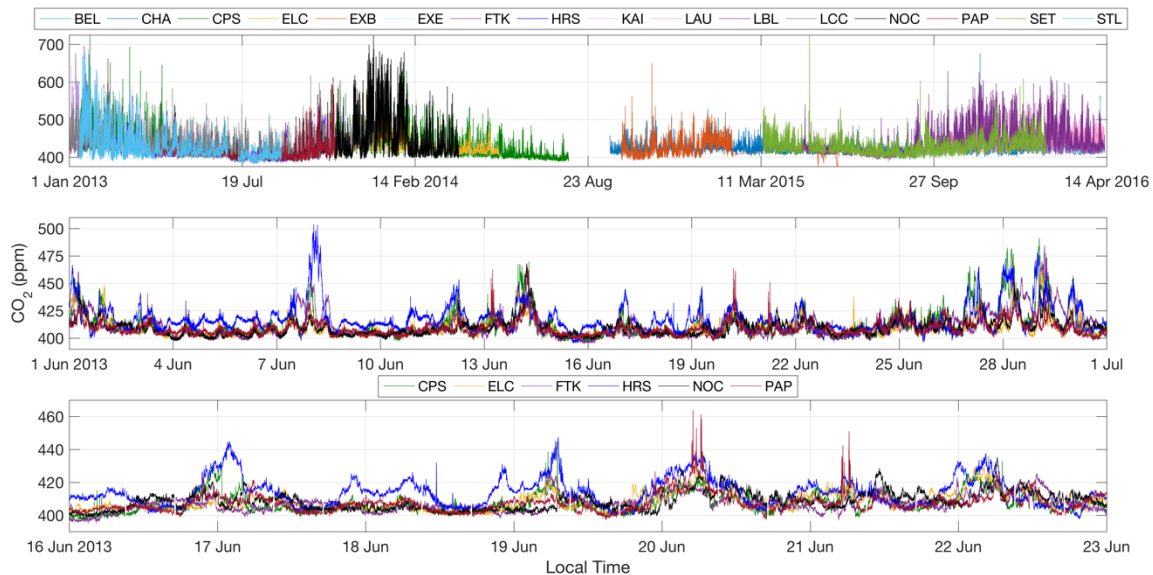 BEL CHA CPS ELC EXB EXE FTK HRS KAI LAU LBL LCC NOC PAP SET STL
700
600
500
400
1 Jan 2013 19 Jul 14 Feb 2014 23 Aug 11 Mar 2015 27 Sep 14 Apr 2016
CO2 (ppm)
500
475
450
425
400
1 Jun 2013 4 Jun 7 Jun 10 Jun 13 Jun 16 Jun 19 Jun 22 Jun 25 Jun 28 Jun 1 Jul
CPS ELC FTK HRS NOC PAP
460
440
420
400
16 Jun 2013 17 Jun 18 Jun 19 Jun 20 Jun 21 Jun 22 Jun 23 Jun
Local Time